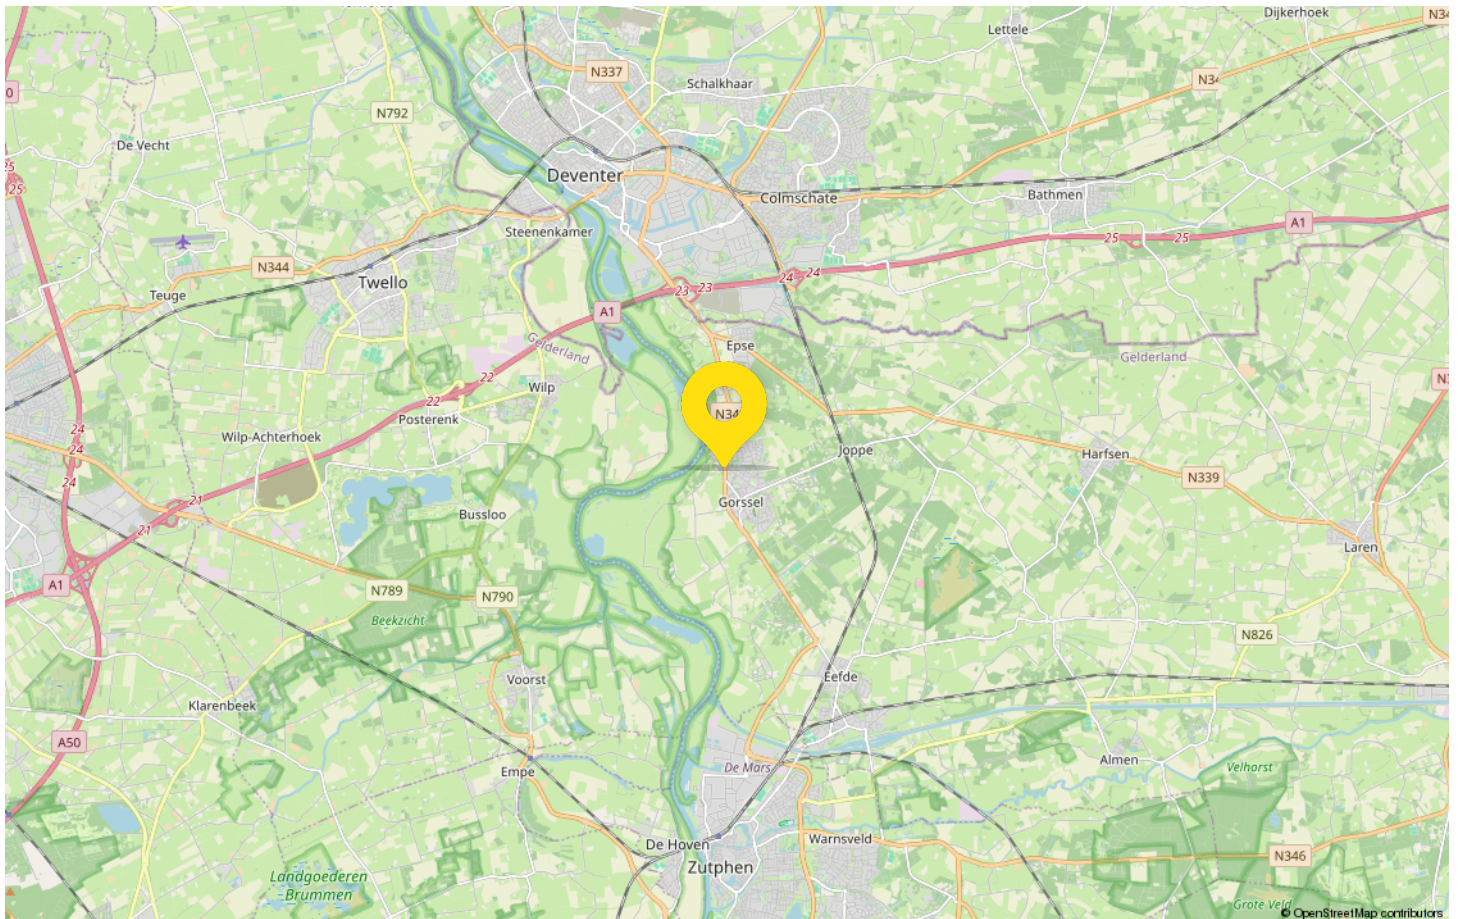 Dijkerhoek
Lettele
N337
Schalkhaar
N792
De Vecht
Deventer
Colmschate
Bathmen
25
25
Steenenkamer
A1
25
25
N344
Twello
24
24
Teuge
23
23
A1
Gelderland
Epse
Gelderland
22
Wilp
22
N34
Posterenk
24
Wilp-Achterhoek
24
Joppe
Harfsen
24
N339
21
Gorssel
Bussloo
21
Laren
A1
N789
N790
Beekzicht
N826
Voorst
Eefde
Klarenbeek
A50
De Mars
Almen
Velhorst
Empe
De Hoven
Warnsveld
N346
Zutphen
Landgoederen
Brummen
Grote Veld
© OpenStreetMap contributors